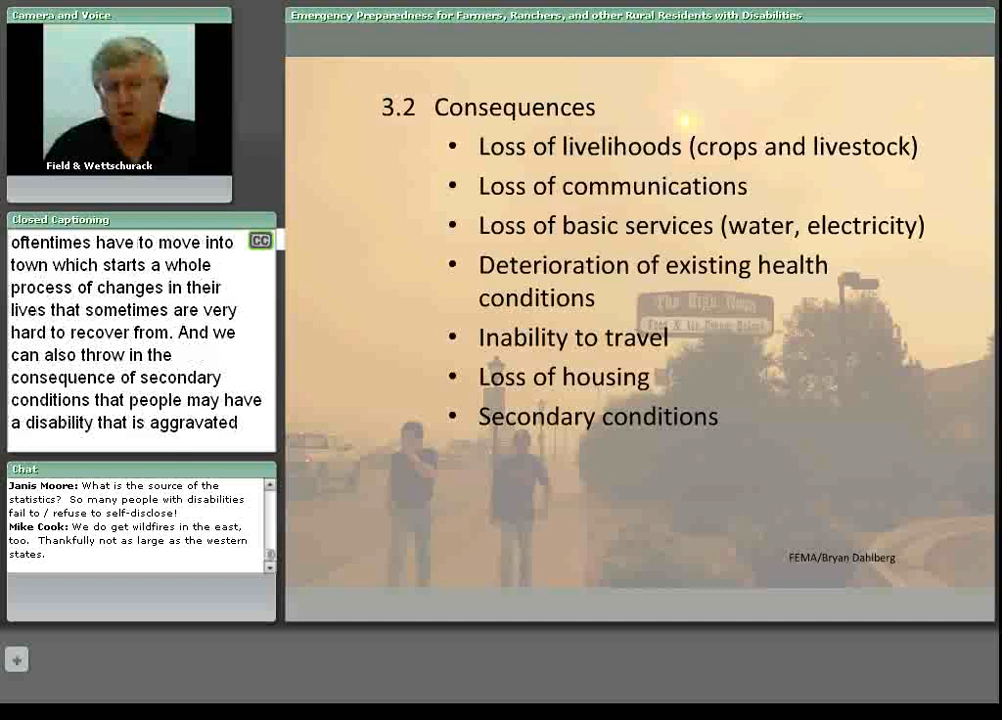 Camera and Voice
Field & Wettschurack
Closed Captioning
oftentimes have to move into
town which starts a whole
process of changes in their
lives that sometimes are very
hard to recover from. And we
can also throw in the
consequence of secondary
conditions that people may have
a disability that is aggravated
CC
Chat
Janis Moore: What is the source of the
statistics? So many people with disabilities
fail to / refuse to self-disclose!
Mike Cook: We do get wildfires in the east,
too. Thankfully not as large as the western
states.
Emergency Preparedness for Farmers, Ranchers, and other Rural Residents with Disabilities
3.2 Consequences
• Loss of livelihoods (crops and livestock)
• Loss of communications
• Loss of basic services (water, electricity)
• Deterioration of existing health
conditions
• Inability to travel
• Loss of housing
• Secondary conditions
FEMA/Bryan Dahlberg